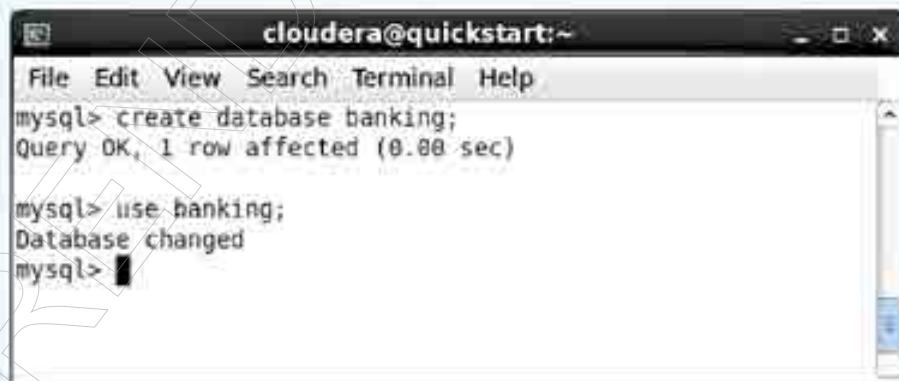 cloudera@quickstart:~
File Edit View Search Terminal Help
mysql> create database banking;
Query OK, 1 row affected (0.00 sec)
mysql> use banking;
Database changed
mysql>